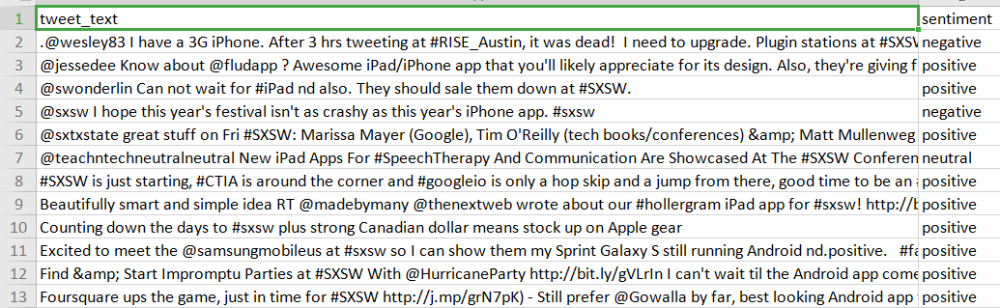 1 tweet_text sentiment
2 .@wesley83 I have a 3G iPhone. After 3 hrs tweeting at #RISE_Austin, it was dead!  I need to upgrade. Plugin stations at #SXSW negative
3 @jessedee Know about @fludapp ? Awesome iPad/iPhone app that you'll likely appreciate for its design. Also, they're giving f positive
4 @swonderlin Can not wait for #iPad nd also. They should sale them down at #SXSW. positive
5 @sxsw I hope this year's festival isn't as crashy as this year's iPhone app. #sxsw negative
6 @sxtxstate great stuff on Fri #SXSW: Marissa Mayer (Google), Tim O'Reilly (tech books/conferences) &amp; Matt Mullenweg positive
7 @teachntechneutralneutral New iPad Apps For #SpeechTherapy And Communication Are Showcased At The #SXSW Conferen neutral
8 #SXSW is just starting, #CTIA is around the corner and #googleio is only a hop skip and a jump from there, good time to be an positive
9 Beautifully smart and simple idea RT @madebymany @thenextweb wrote about our #hollergram iPad app for #sxsw! http://b positive
10 Counting down the days to #sxsw plus strong Canadian dollar means stock up on Apple gear positive
11 Excited to meet the @samsungmobileus at #sxsw so I can show them my Sprint Galaxy S still running Android nd.positive.   #fa positive
12 Find &amp; Start Impromptu Parties at #SXSW With @HurricaneParty http://bit.ly/gVLrIn I can't wait til the Android app come positive
13 Foursquare ups the game, just in time for #SXSW http://j.mp/grN7pK) - Still prefer @Gowalla by far, best looking Android app positive